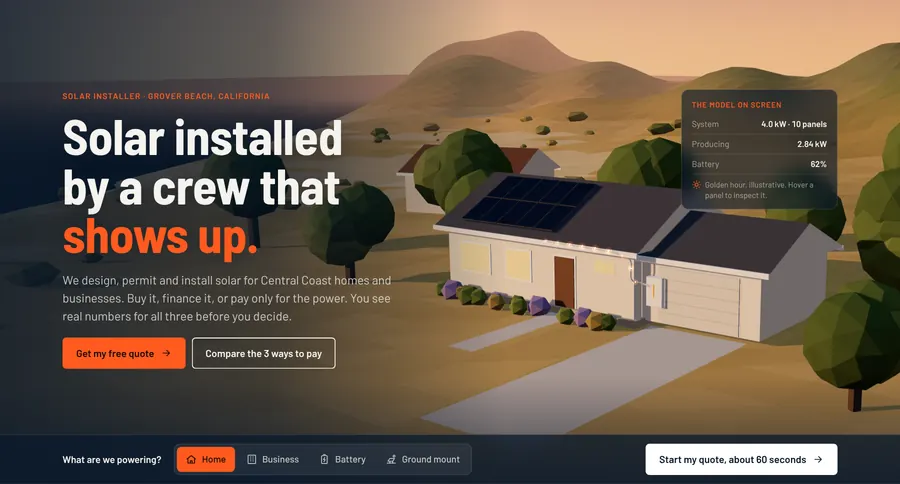 SOLAR INSTALLER · GROVER BEACH, CALIFORNIA
Solar installed
by a crew that
shows up.
We design, permit and install solar for Central Coast homes and
businesses. Buy it, finance it, or pay only for the power. You see
real numbers for all three before you decide.
Get my free quote →
Compare the 3 ways to pay
THE MODEL ON SCREEN
System 4.0 kW · 10 panels
Producing 2.84 kW
Battery 62%
Golden hour. Illustrative. Hover a
panel to inspect it.
What are we powering?
Home
Business
Battery
Ground mount
Start my quote, about 60 seconds →